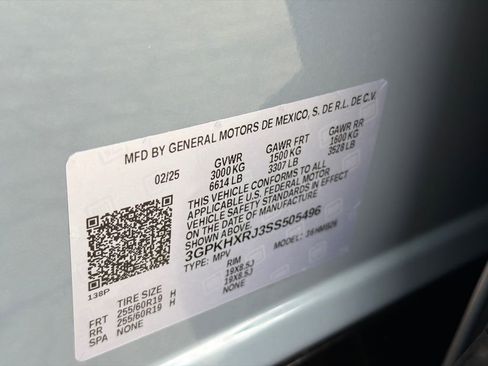 MFD BY GENERAL MOTORS DE MEXICO, S. DE R.L. DE C.V.
02/25 GVWR GAWR FRT GAWR RR
3000 KG 1500 KG 1600 KG
6614 LB 3307 LB 3528 LB
THIS VEHICLE CONFORMS TO ALL
APPLICABLE U.S. FEDERAL MOTOR
VEHICLE SAFETY STANDARDS IN EFFECT
ON THE DATE OF MANUFACTURE
SHOWN ABOVE.
3GPKHXRJ3SS505496
TYPE: MPV MODEL:
138P
TIRE SIZE RIM
FRT 255/60R19 H 19X8.5J
RR 255/60R19 H 19X8.5J
SPA NONE NONE